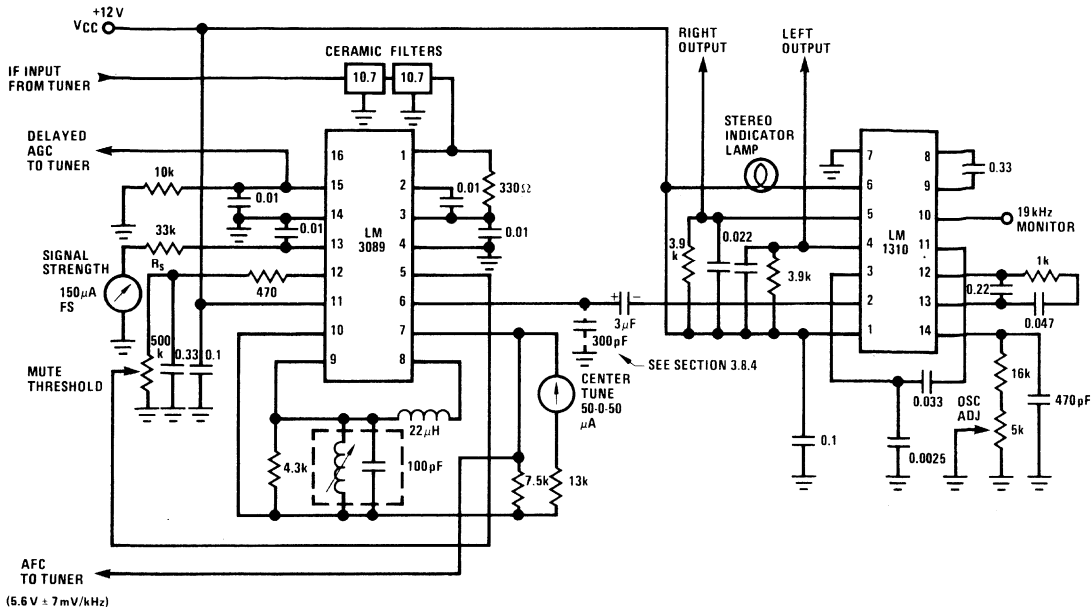 +12V
VCC
IF INPUT
FROM TUNER
CERAMIC FILTERS
10.7
10.7
DELAYED
AGC
TO TUNER
10k
0.01
0.01
33k
RS
SIGNAL
STRENGTH
150µA
FS
470
500
k
0.33
0.1
MUTE
THRESHOLD
16
15
14
13
12
11
10
9
LM
3089
1
2
3
4
5
6
7
8
0.01
330Ω
0.01
4.3k
22µH
100pF
7.5k
13k
CENTER
TUNE
50-0-50
µA
+
−
3µF
300pF
SEE SECTION 3.8.4
AFC
TO TUNER
(5.6V ± 7mV/kHz)
RIGHT
OUTPUT
LEFT
OUTPUT
STEREO
INDICATOR
LAMP
3.9
k
0.022
3.9k
0.1
7
6
5
4
3
2
1
LM
1310
8
9
10
11
12
13
14
0.33
19kHz
MONITOR
1k
0.22
0.047
0.033
0.0025
OSC
ADJ
16k
5k
470pF